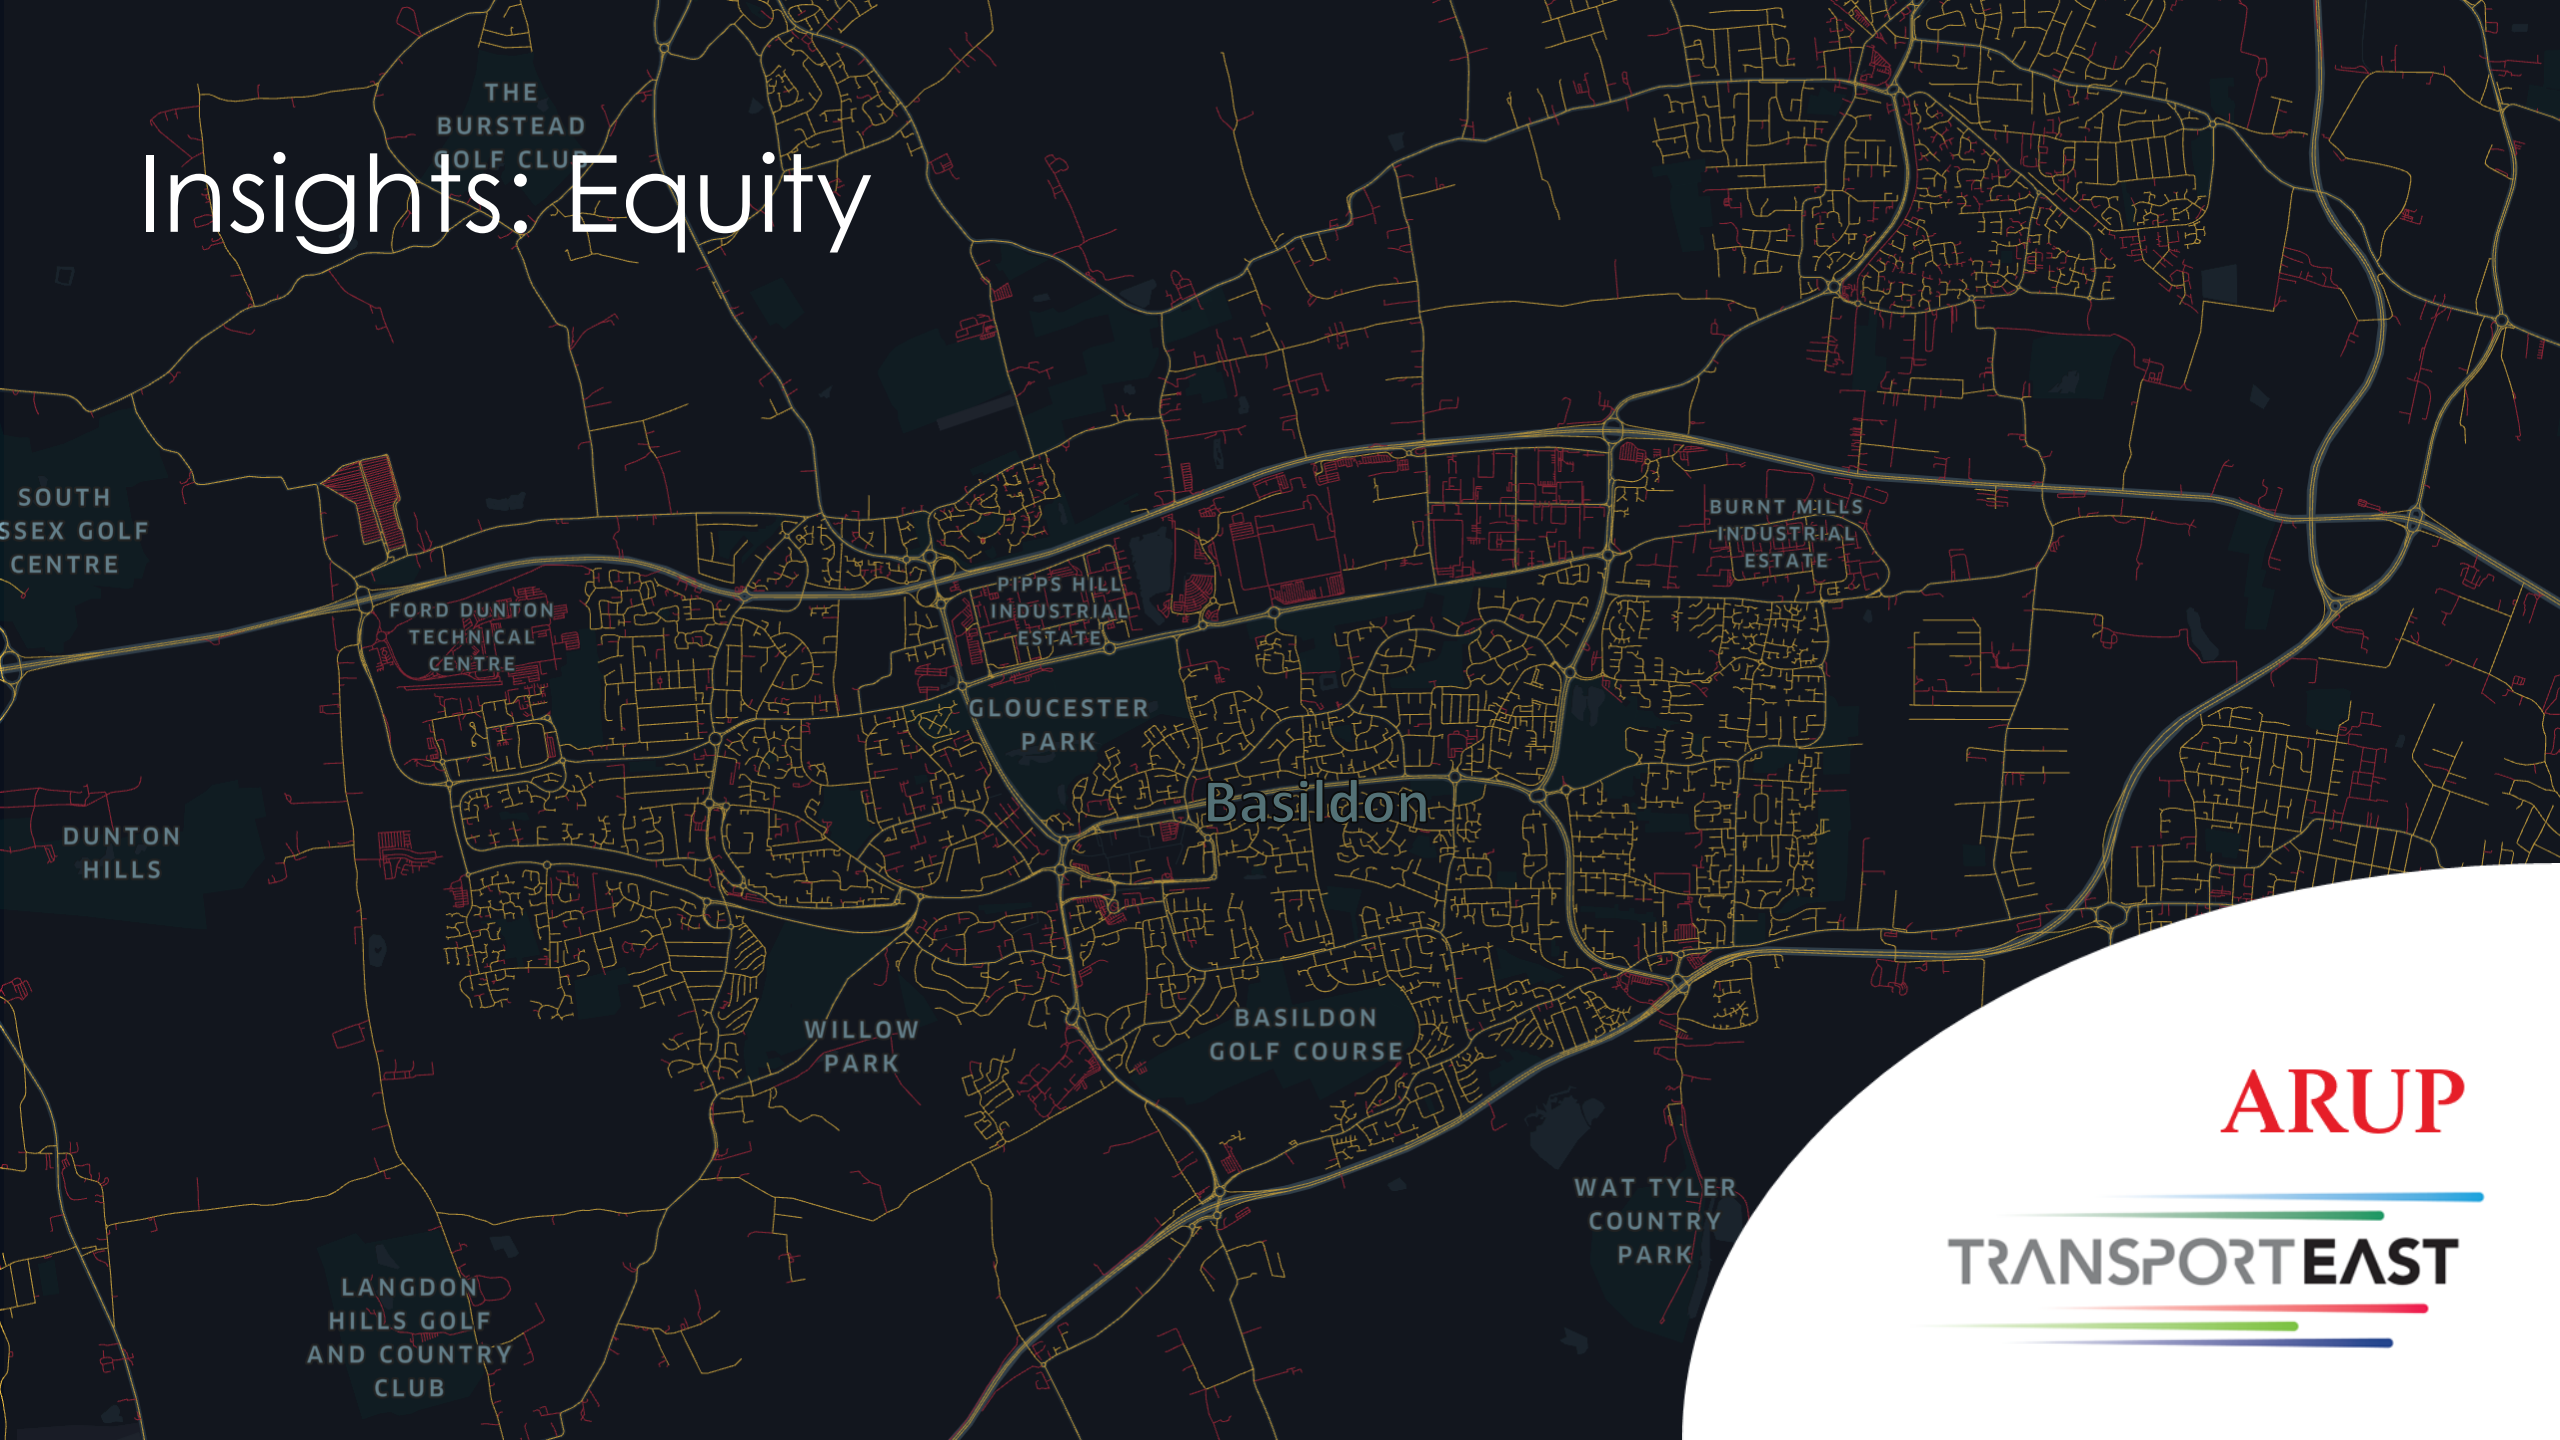 THE
BURSTEAD
GOLF CLUB
Insights: Equity
SOUTH
SSEX GOLF
CENTRE
BURNT MILLS
INDUSTRIAL
ESTATE
FORD DUNTON
TECHNICAL
CENTRE
PIPPS HILL
INDUSTRIAL
ESTATE
GLOUCESTER
PARK
Basildon
DUNTON
HILLS
WILLOW
PARK
BASILDON
GOLF COURSE
WAT TYLER
COUNTRY
PARK
LANGDON
HILLS GOLF
AND COUNTRY
CLUB
ARUP
TRANSPORTEAST